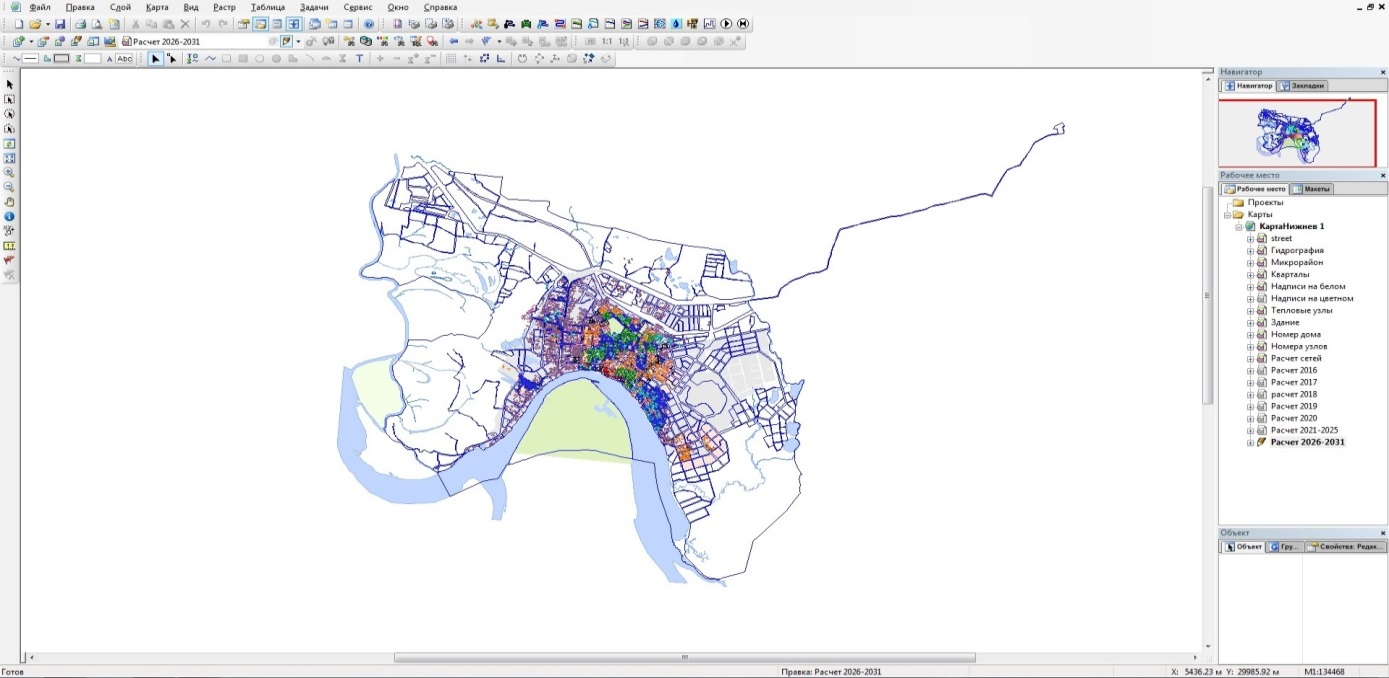 Файл Правка Слой Карта Вид Растр Таблица Задачи Сервис Окно Справка
Расчет 2026-2031
1:1
Abc
Навигатор
Навигатор Закладки
Рабочее место
Рабочее место Макеты
Проекты
Карты
КартаНижнев 1
street
Гидрография
Микрорайон
Кварталы
Надписи на белом
Надписи на цветном
Тепловые узлы
Здание
Номер дома
Номера узлов
Расчет сетей
Расчет 2016
Расчет 2017
расчет 2018
Расчет 2019
Расчет 2020
Расчет 2021-2025
Расчет 2026-2031
Объект
Объект Гру... Свойства: Редак...
Готов Правка: Расчет 2026-2031 X: 5436.23 м Y: 29985.92 м М1:134468